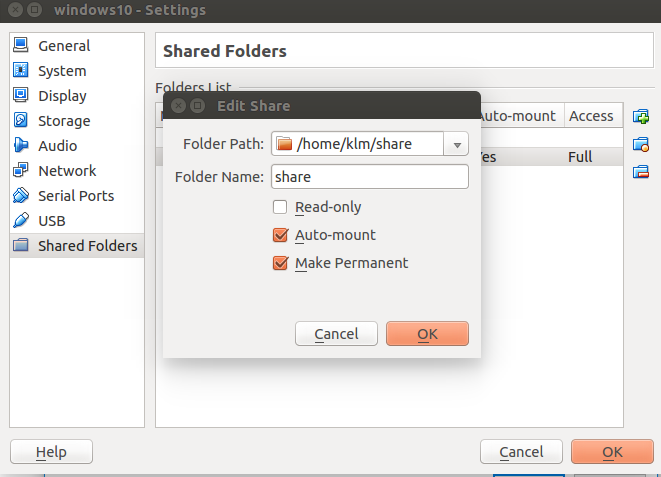 windows10 - Settings
General
System
Display
Storage
Audio
Network
Serial Ports
USB
Shared Folders
Shared Folders
Folders List
Auto-mount Access
Yes Full
Edit Share
Folder Path: /home/klm/share
Folder Name: share
Read-only
Auto-mount
Make Permanent
Cancel OK
Help Cancel OK